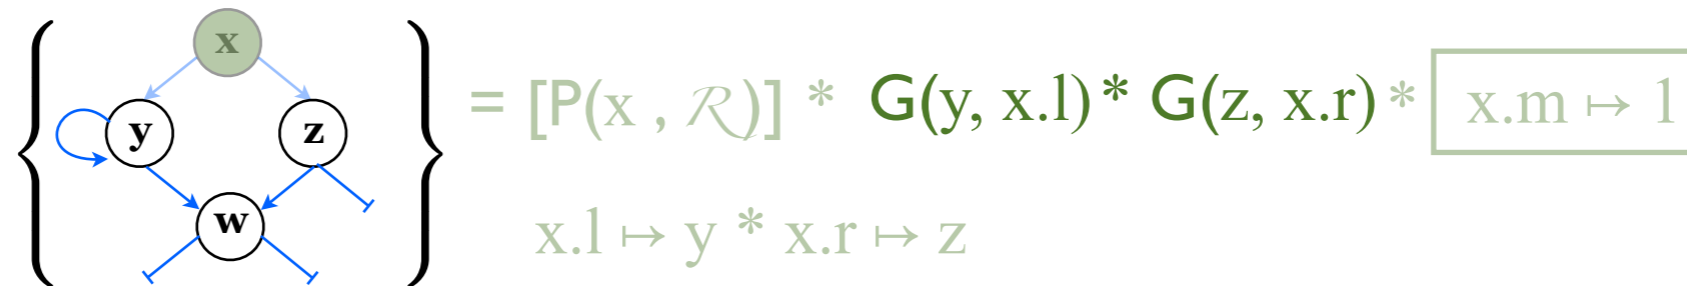 x
y z
w
= [P(x , ℛ)] * G(y, x.l) * G(z, x.r) * x.m ↦ 1
x.l ↦ y * x.r ↦ z